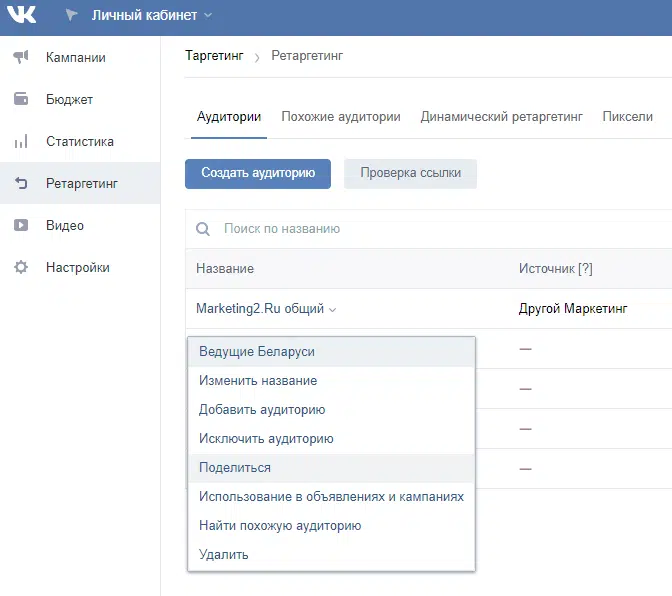 VK Личный кабинет
Кампании
Бюджет
Статистика
Ретаргетинг
Видео
Настройки
Таргетинг › Ретаргетинг
Аудитории Похожие аудитории Динамический ретаргетинг Пиксели
Создать аудиторию Проверка ссылки
Поиск по названию
Название Источник [?]
Marketing2.Ru общий Другой Маркетинг
Ведущие Беларуси —
Изменить название
Добавить аудиторию —
Исключить аудиторию —
Поделиться —
Использование в объявлениях и кампаниях
Найти похожую аудиторию
Удалить